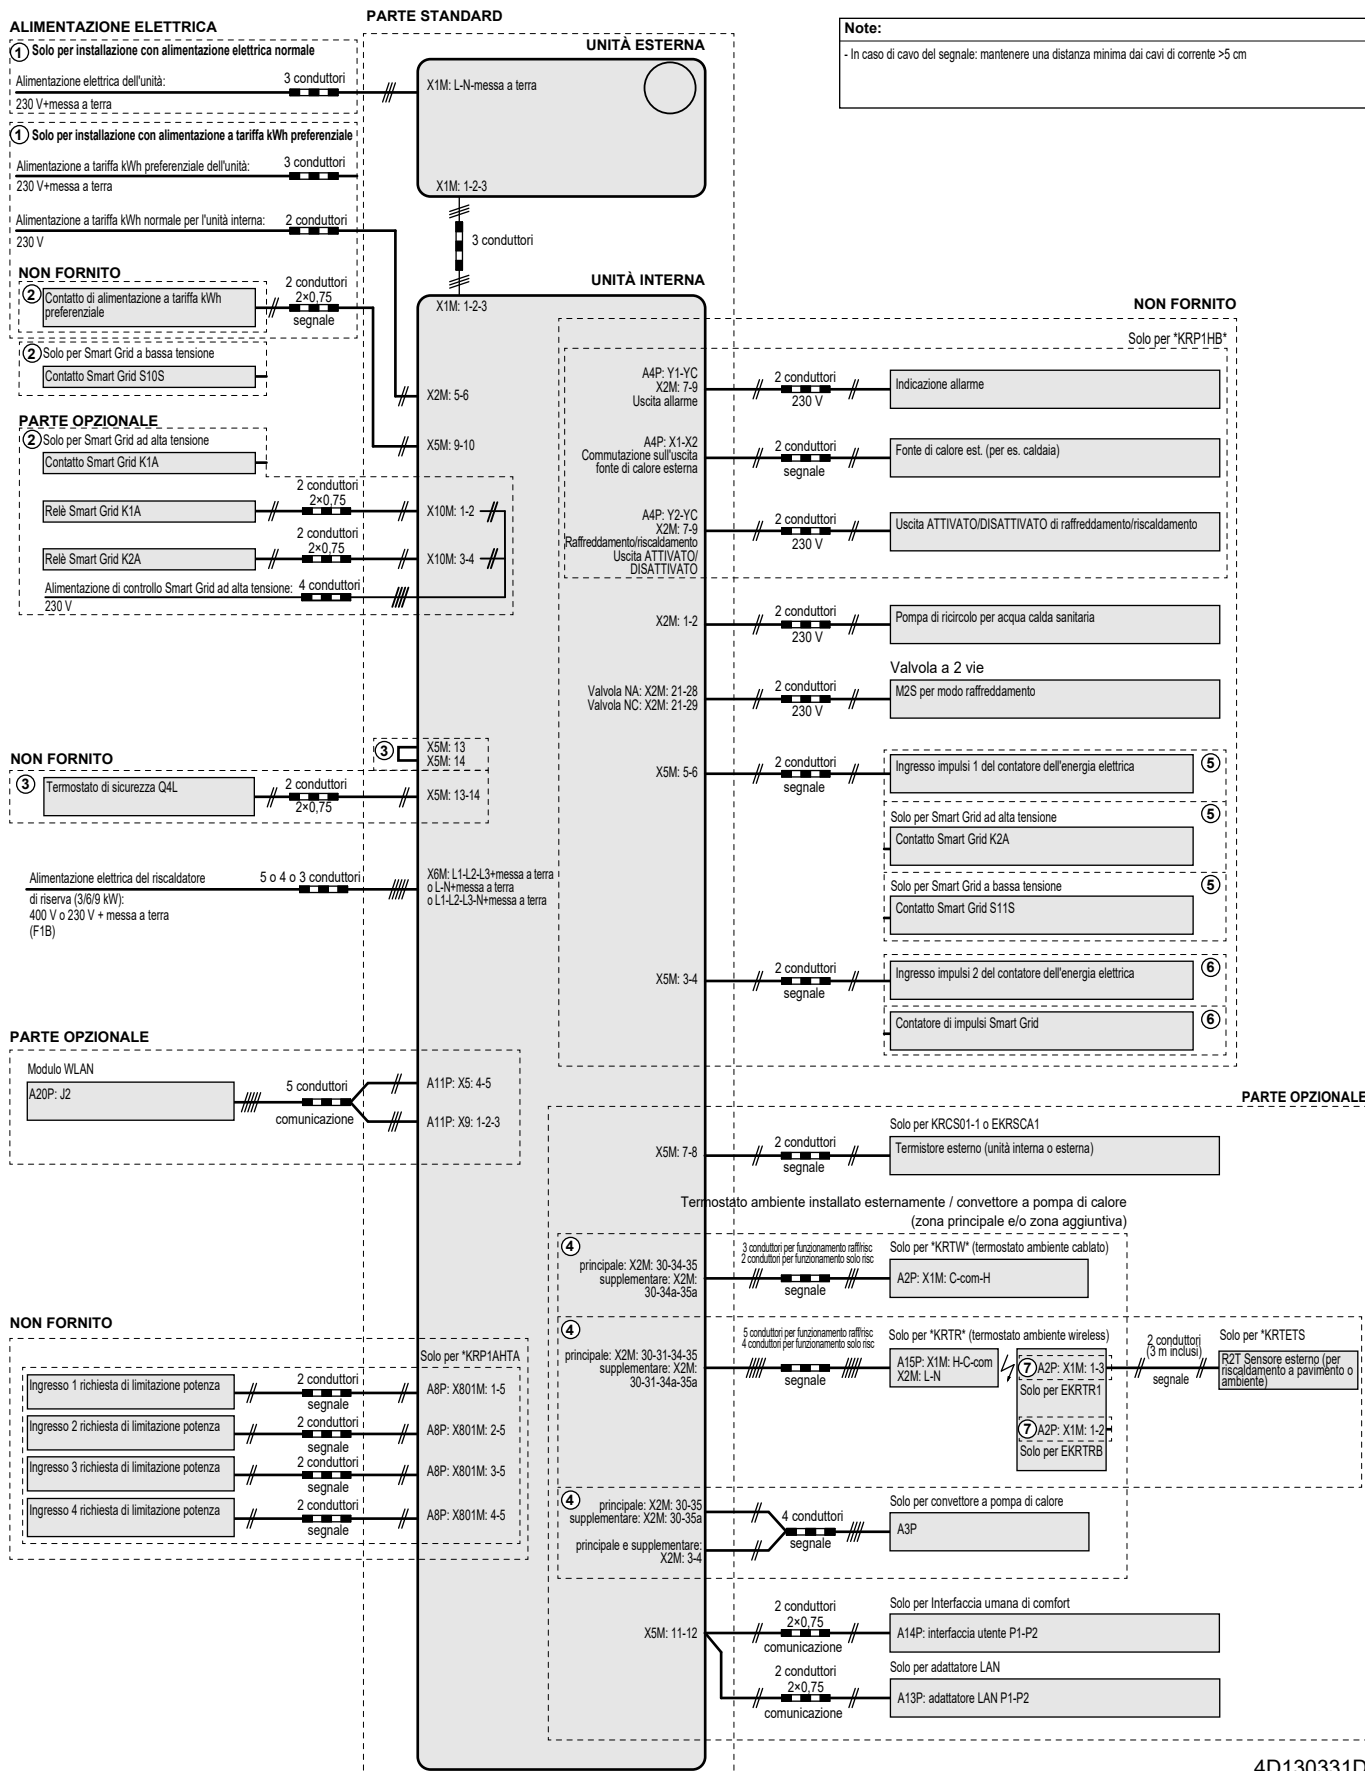 ALIMENTAZIONE ELETTRICA
1 Solo per installazione con alimentazione elettrica normale
Alimentazione elettrica dell'unità:
3 conduttori
230 V+messa a terra
1 Solo per installazione con alimentazione a tariffa kWh preferenziale
Alimentazione a tariffa kWh preferenziale dell'unità:
3 conduttori
230 V+messa a terra
Alimentazione a tariffa kWh normale per l'unità interna:
2 conduttori
230 V
NON FORNITO
2 Contatto di alimentazione a tariffa kWh
preferenziale
2 conduttori
2×0,75
segnale
2 Solo per Smart Grid a bassa tensione
Contatto Smart Grid S10S
PARTE OPZIONALE
2 Solo per Smart Grid ad alta tensione
Contatto Smart Grid K1A
2 conduttori
2×0,75
Relè Smart Grid K1A
2 conduttori
2×0,75
Relè Smart Grid K2A
Alimentazione di controllo Smart Grid ad alta tensione:
4 conduttori
230 V
NON FORNITO
3 Termostato di sicurezza Q4L
2 conduttori
2×0,75
Alimentazione elettrica del riscaldatore
di riserva (3/6/9 kW):
400 V o 230 V + messa a terra
(F1B)
5 o 4 o 3 conduttori
PARTE OPZIONALE
Modulo WLAN
A20P: J2
5 conduttori
comunicazione
NON FORNITO
Solo per *KRP1AHTA
Ingresso 1 richiesta di limitazione potenza
2 conduttori
segnale
A8P: X801M: 1-5
Ingresso 2 richiesta di limitazione potenza
2 conduttori
segnale
A8P: X801M: 2-5
Ingresso 3 richiesta di limitazione potenza
2 conduttori
segnale
A8P: X801M: 3-5
Ingresso 4 richiesta di limitazione potenza
2 conduttori
segnale
A8P: X801M: 4-5
PARTE STANDARD
UNITÀ ESTERNA
X1M: L-N-messa a terra
X1M: 1-2-3
3 conduttori
UNITÀ INTERNA
X1M: 1-2-3
X2M: 5-6
X5M: 9-10
X10M: 1-2
X10M: 3-4
3
X5M: 13
X5M: 14
X5M: 13-14
X6M: L1-L2-L3+messa a terra
o L-N+messa a terra
o L1-L2-L3-N+messa a terra
A11P: X5: 4-5
A11P: X9: 1-2-3
Note:
- In caso di cavo del segnale: mantenere una distanza minima dai cavi di corrente >5 cm
NON FORNITO
Solo per *KRP1HB*
A4P: Y1-YC
X2M: 7-9
Uscita allarme
2 conduttori
230 V
Indicazione allarme
A4P: X1-X2
Commutazione sull'uscita
fonte di calore esterna
2 conduttori
segnale
Fonte di calore est. (per es. caldaia)
A4P: Y2-YC
X2M: 7-9
Raffreddamento/riscaldamento
Uscita ATTIVATO/
DISATTIVATO
2 conduttori
230 V
Uscita ATTIVATO/DISATTIVATO di raffreddamento/riscaldamento
X2M: 1-2
2 conduttori
230 V
Pompa di ricircolo per acqua calda sanitaria
Valvola a 2 vie
Valvola NA: X2M: 21-28
Valvola NC: X2M: 21-29
2 conduttori
230 V
M2S per modo raffreddamento
X5M: 5-6
2 conduttori
segnale
Ingresso impulsi 1 del contatore dell'energia elettrica
5
Solo per Smart Grid ad alta tensione
5
Contatto Smart Grid K2A
Solo per Smart Grid a bassa tensione
5
Contatto Smart Grid S11S
X5M: 3-4
2 conduttori
segnale
Ingresso impulsi 2 del contatore dell'energia elettrica
6
Contatore di impulsi Smart Grid
6
PARTE OPZIONALE
Solo per KRCS01-1 o EKRSCA1
X5M: 7-8
2 conduttori
segnale
Termistore esterno (unità interna o esterna)
Termostato ambiente installato esternamente / convettore a pompa di calore
(zona principale e/o zona aggiuntiva)
4
principale: X2M: 30-34-35
supplementare: X2M:
30-34a-35a
3 conduttori per funzionamento raff/risc
2 conduttori per funzionamento solo risc
segnale
Solo per *KRTW* (termostato ambiente cablato)
A2P: X1M: C-com-H
4
principale: X2M: 30-31-34-35
supplementare: X2M:
30-31-34a-35a
5 conduttori per funzionamento raff/risc
4 conduttori per funzionamento solo risc
segnale
Solo per *KRTR* (termostato ambiente wireless)
A15P: X1M: H-C-com
X2M: L-N
7 A2P: X1M: 1-3
Solo per EKRTR1
7 A2P: X1M: 1-2
Solo per EKRTRB
2 conduttori
(3 m inclusi)
segnale
Solo per *KRTETS
R2T Sensore esterno (per
riscaldamento a pavimento o
ambiente)
4
principale: X2M: 30-35
supplementare: X2M: 30-35a
principale e supplementare:
X2M: 3-4
4 conduttori
segnale
Solo per convettore a pompa di calore
A3P
X5M: 11-12
2 conduttori
2×0,75
comunicazione
Solo per Interfaccia umana di comfort
A14P: interfaccia utente P1-P2
2 conduttori
2×0,75
comunicazione
Solo per adattatore LAN
A13P: adattatore LAN P1-P2
4D130331D